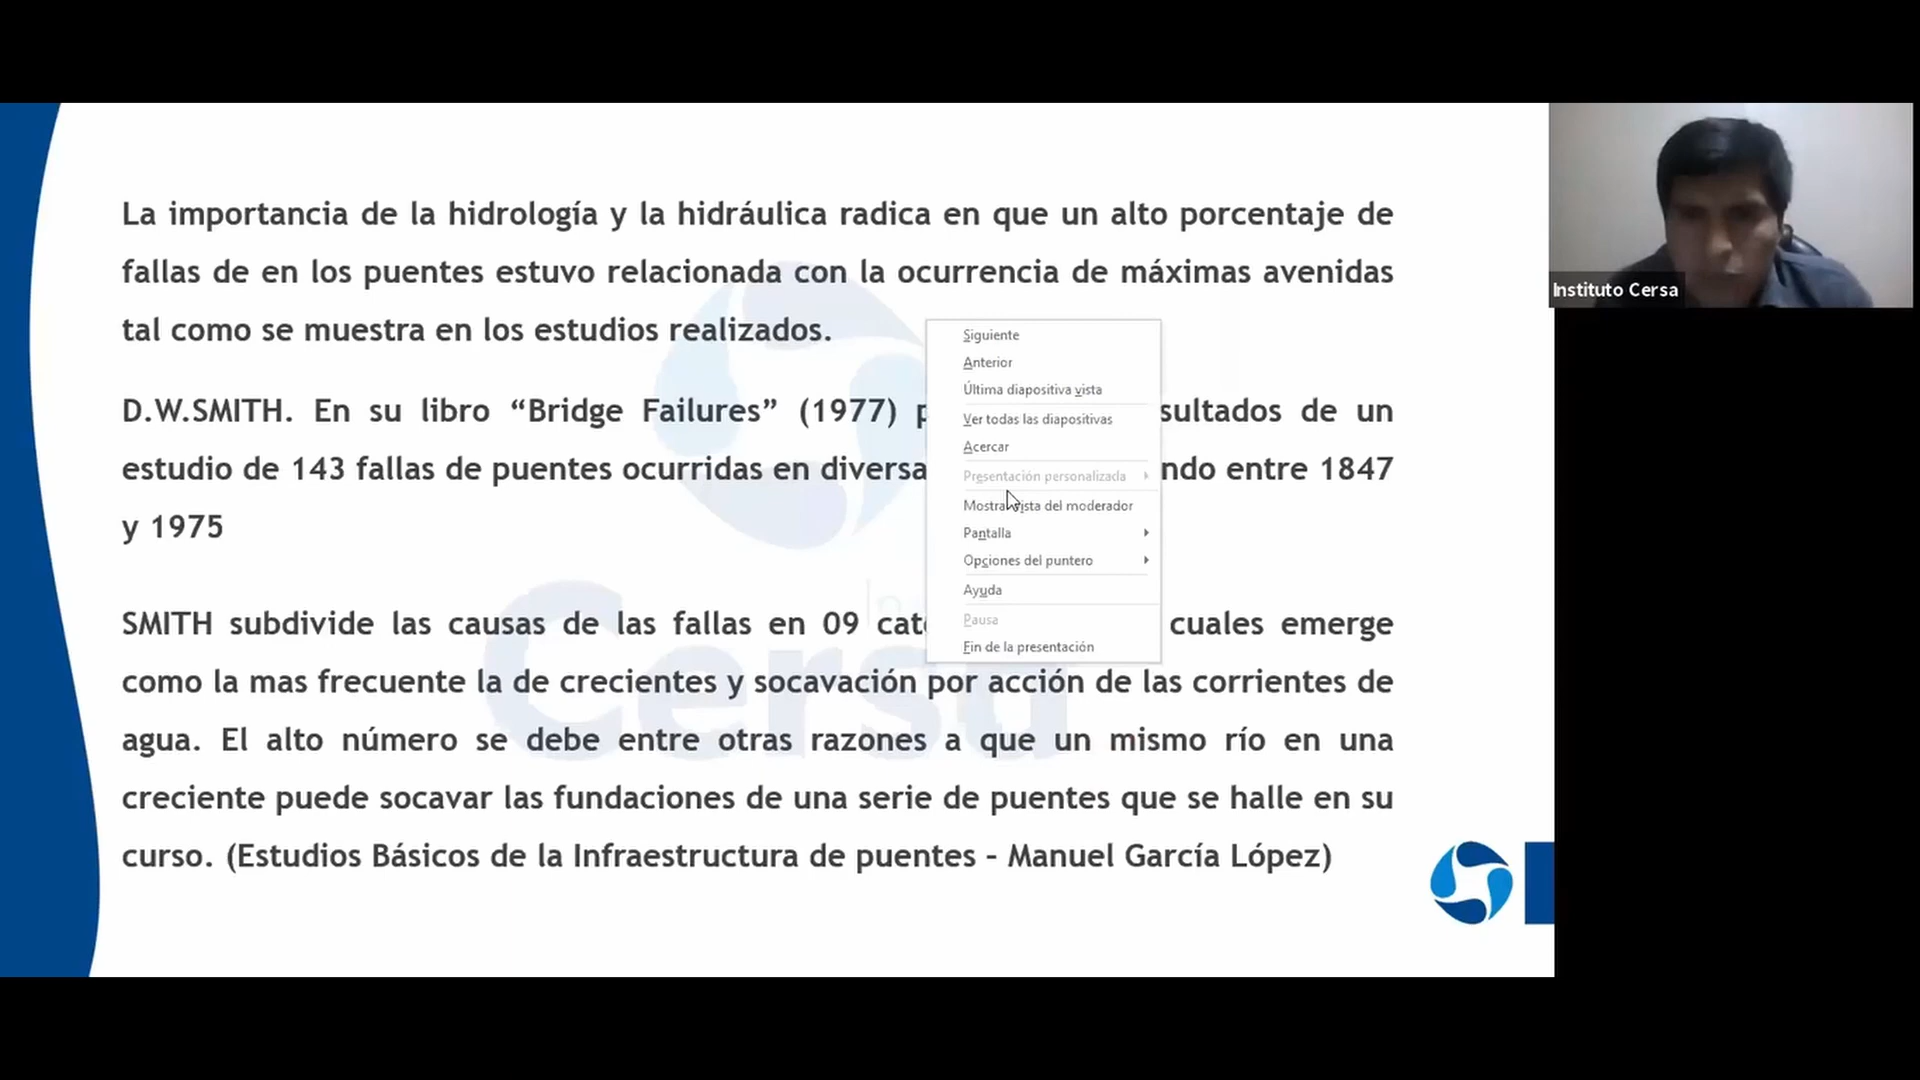 La importancia de la hidrología y la hidráulica radica en que un alto porcentaje de
fallas de en los puentes estuvo relacionada con la ocurrencia de máximas avenidas
tal como se muestra en los estudios realizados.
D.W.SMITH. En su libro “Bridge Failures” (1977) p sultados de un
estudio de 143 fallas de puentes ocurridas en diversa ndo entre 1847
y 1975
SMITH subdivide las causas de las fallas en 09 cate cuales emerge
como la mas frecuente la de crecientes y socavación por acción de las corrientes de
agua. El alto número se debe entre otras razones a que un mismo río en una
creciente puede socavar las fundaciones de una serie de puentes que se halle en su
curso. (Estudios Básicos de la Infraestructura de puentes – Manuel García López)
Siguiente
Anterior
Última diapositiva vista
Ver todas las diapositivas
Acercar
Presentación personalizada
Mostrar vista del moderador
Pantalla
Opciones del puntero
Ayuda
Pausa
Fin de la presentación
Cersa
Instituto Cersa